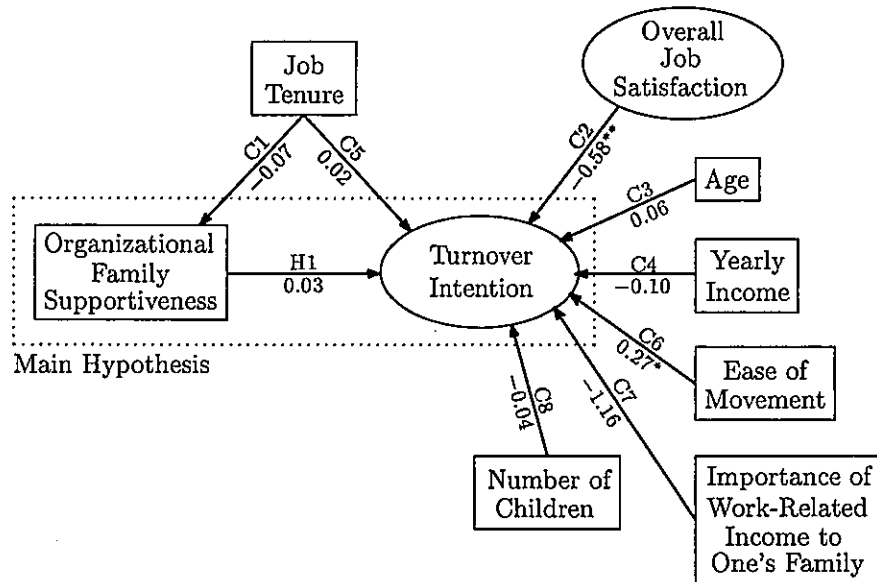 Overall
Job
Satisfaction
Job
Tenure
C1
−0.07
C5
0.02
C2
−0.58**
C3
0.06
Age
Organizational
Family
Supportiveness
H1
0.03
Turnover
Intention
C4
−0.10
Yearly
Income
Main Hypothesis
C6
0.27*
Ease of
Movement
C7
−1.16
C8
−0.04
Number of
Children
Importance of
Work-Related
Income to
One's Family